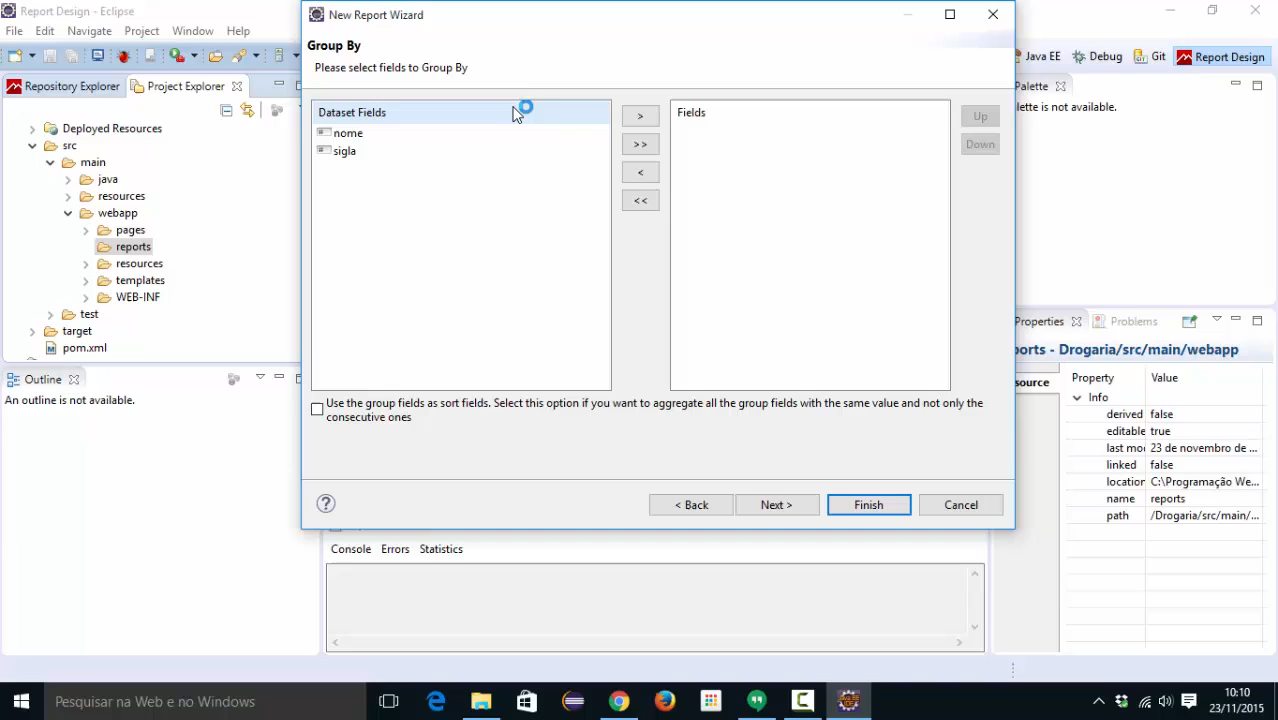 Report Design - Eclipse
New Report Wizard
File Edit Navigate Project Window Help
Group By
Please select fields to Group By
Java EE Debug Git Report Design
Repository Explorer Project Explorer
Palette
alette is not available.
Dataset Fields
nome
sigla
>
>>
<
<<
Fields
Up
Down
Deployed Resources
src
main
java
resources
webapp
pages
reports
resources
templates
WEB-INF
test
target
pom.xml
Outline
An outline is not available.
Use the group fields as sort fields. Select this option if you want to aggregate all the group fields with the same value and not only the
consecutive ones
< Back Next > Finish Cancel
Console Errors Statistics
Properties Problems
ports - Drogaria/src/main/webapp
source
Property Value
Info
derived false
editable true
last mo 23 de novembro de ...
linked false
location C:\Programação We...
name reports
path /Drogaria/src/main/...
Pesquisar na Web e no Windows
10:10
23/11/2015